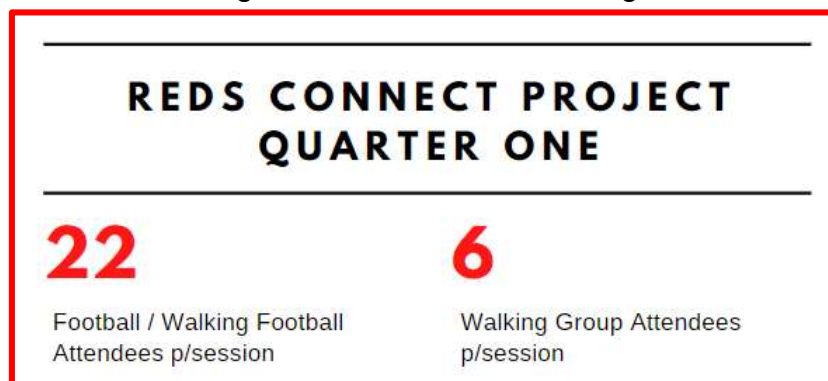 REDS CONNECT PROJECT
QUARTER ONE
22
6
Football / Walking Football
Attendees p/session
Walking Group Attendees
p/session